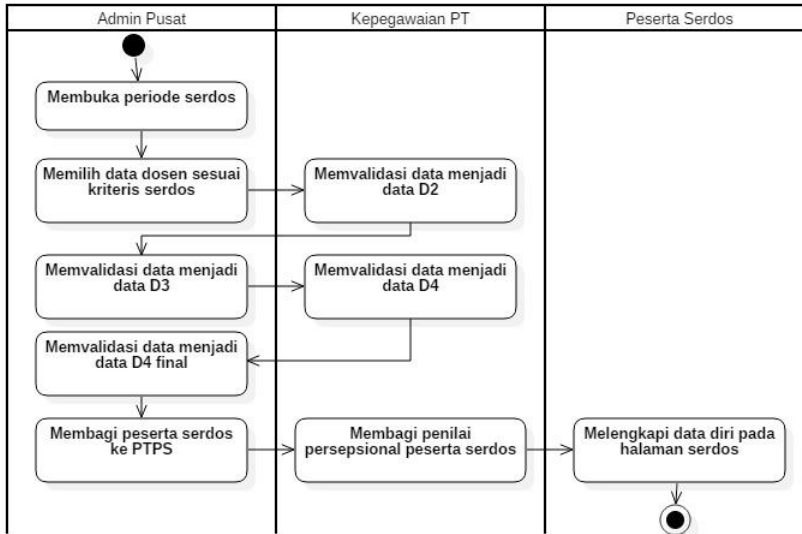 Admin Pusat
Kepegawaian PT
Peserta Serdos
Membuka periode serdos
Memilih data dosen sesuai
kriteris serdos
Memvalidasi data menjadi
data D2
Memvalidasi data menjadi
data D3
Memvalidasi data menjadi
data D4
Memvalidasi data menjadi
data D4 final
Membagi peserta serdos
ke PTPS
Membagi penilai
persepsional peserta serdos
Melengkapi data diri pada
halaman serdos